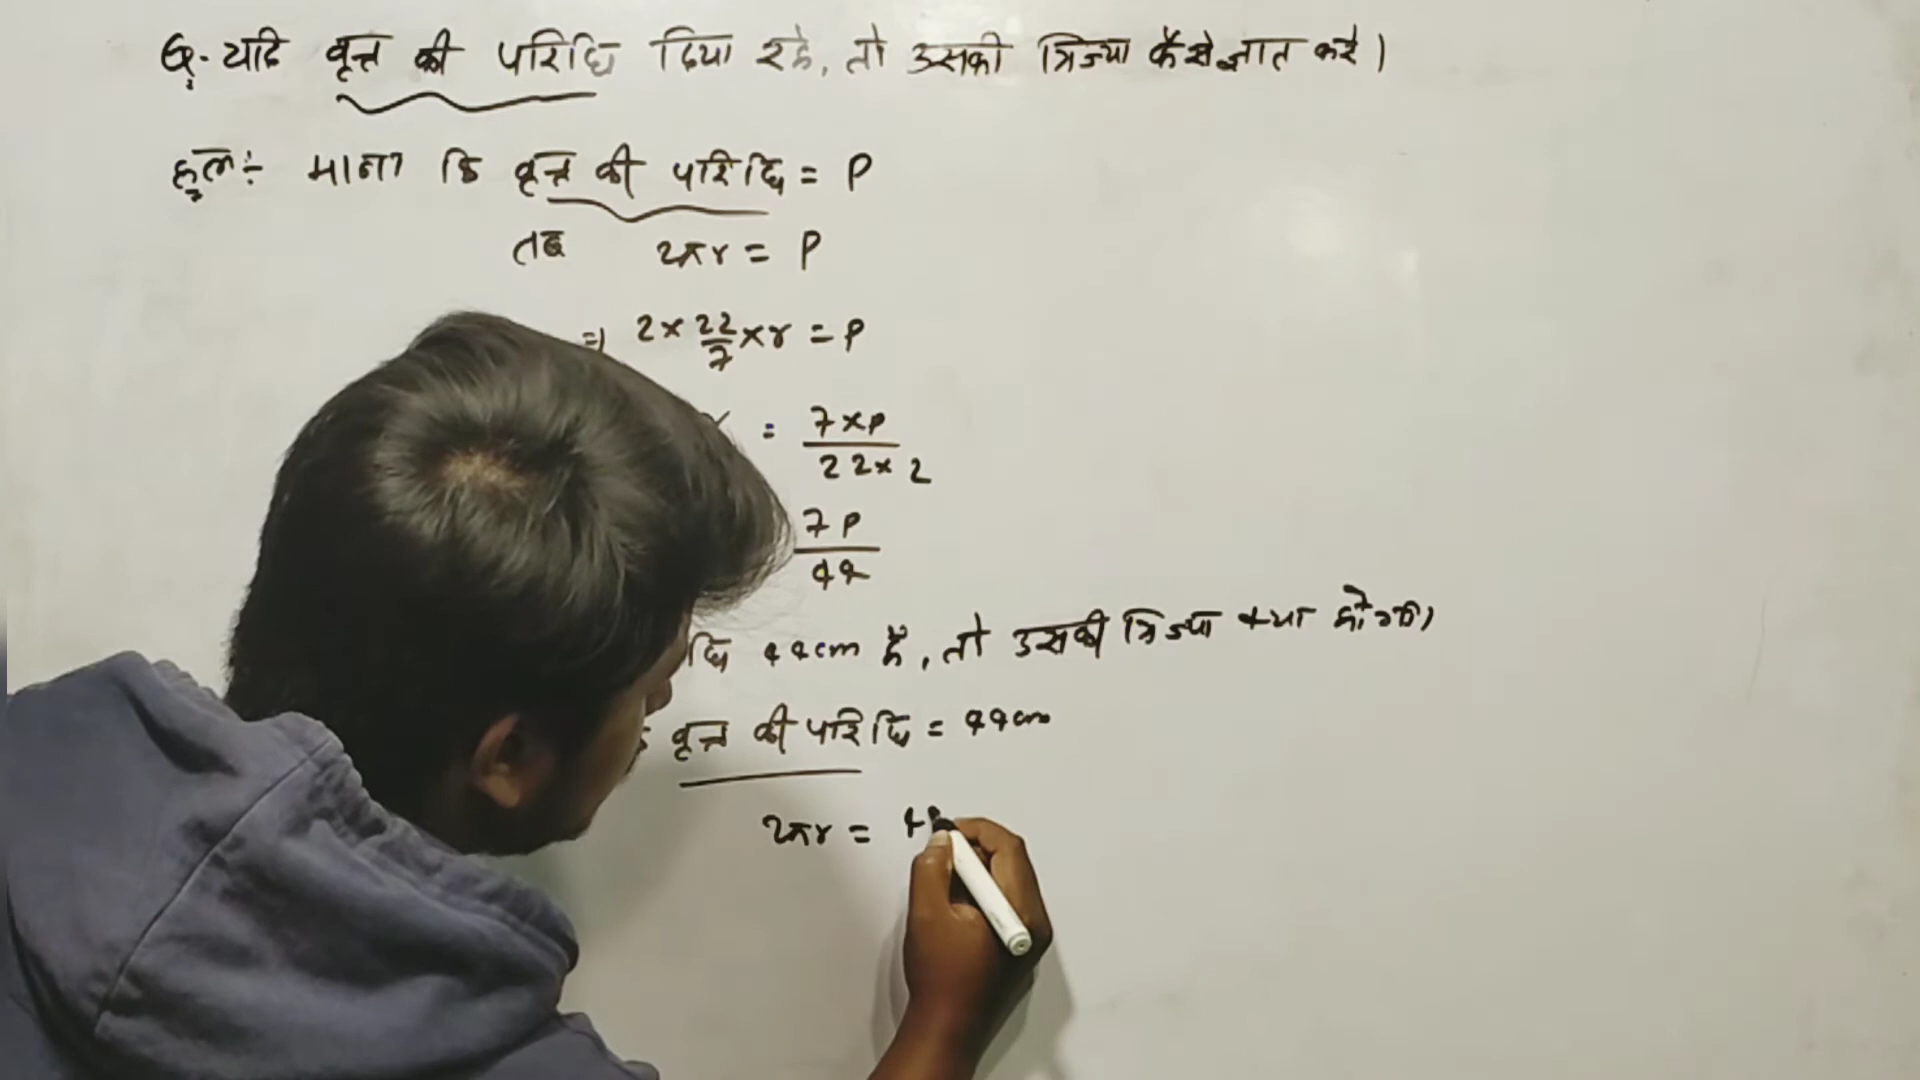 Q. यदि वृत्त की परिधि दिया रहे, तो उसकी त्रिज्या कैसे ज्ञात करे।
हल÷ माना कि वृत्त की परिधि = P
तब 2πr = P
=) 2 × 22/7 × r = P
= 7×P/22×2
7P/44
44cm है, तो उसकी त्रिज्या क्या होगी।
वृत्त की परिधि = 44cm
2πr = 4